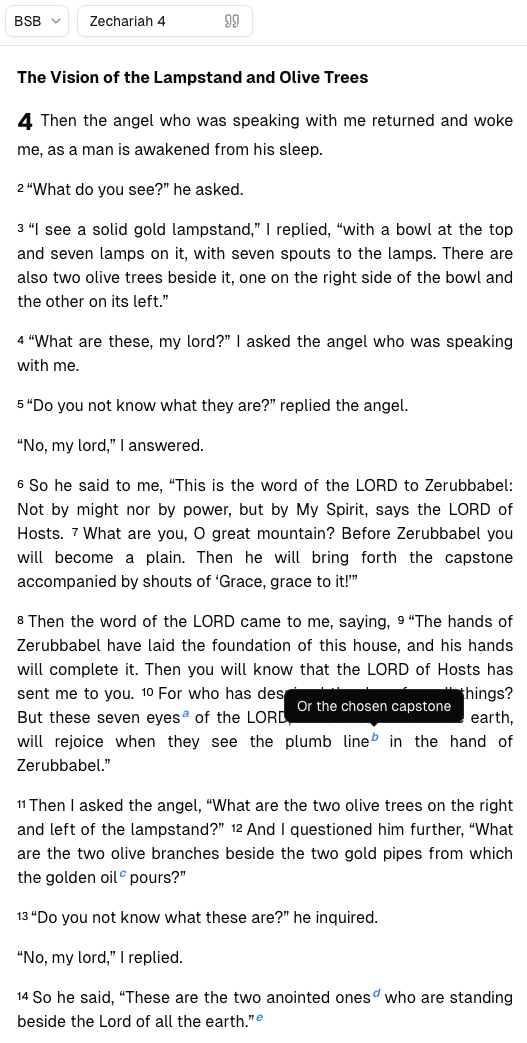 BSB Zechariah 4
The Vision of the Lampstand and Olive Trees
4 Then the angel who was speaking with me returned and woke
me, as a man is awakened from his sleep.
2 “What do you see?” he asked.
3 “I see a solid gold lampstand,” I replied, “with a bowl at the top
and seven lamps on it, with seven spouts to the lamps. There are
also two olive trees beside it, one on the right side of the bowl and
the other on its left.”
4 “What are these, my lord?” I asked the angel who was speaking
with me.
5 “Do you not know what they are?” replied the angel.
“No, my lord,” I answered.
6 So he said to me, “This is the word of the LORD to Zerubbabel:
Not by might nor by power, but by My Spirit, says the LORD of
Hosts. 7 What are you, O great mountain? Before Zerubbabel you
will become a plain. Then he will bring forth the capstone
accompanied by shouts of ‘Grace, grace to it!’”
8 Then the word of the LORD came to me, saying, 9 “The hands of
Zerubbabel have laid the foundation of this house, and his hands
will complete it. Then you will know that the LORD of Hosts has
sent me to you. 10 For who has things?
Or the chosen capstone
But these seven eyes a of the LORD earth,
will rejoice when they see the plumb line b in the hand of
Zerubbabel.”
11 Then I asked the angel, “What are the two olive trees on the right
and left of the lampstand?” 12 And I questioned him further, “What
are the two olive branches beside the two gold pipes from which
the golden oil c pours?”
13 “Do you not know what these are?” he inquired.
“No, my lord,” I replied.
14 So he said, “These are the two anointed ones d who are standing
beside the Lord of all the earth.” e